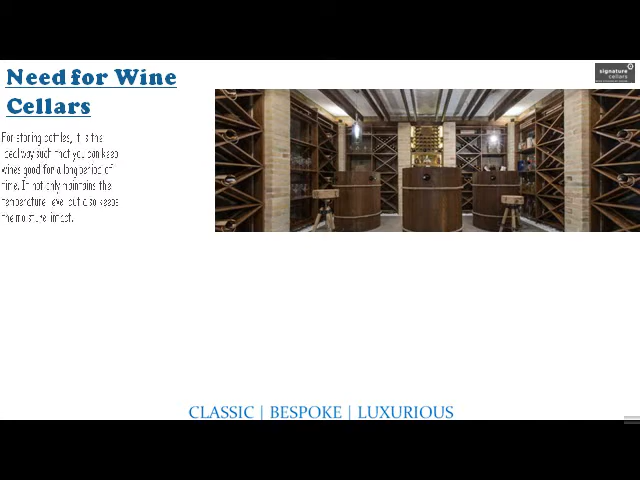 Need for Wine
Cellars
signature
cellars
For storing bottles, it is the
ideal way such that you can keep
wines good for a long period of
time. It not only maintains the
temperature level but also keeps
the moisture intact.
CLASSIC | BESPOKE | LUXURIOUS